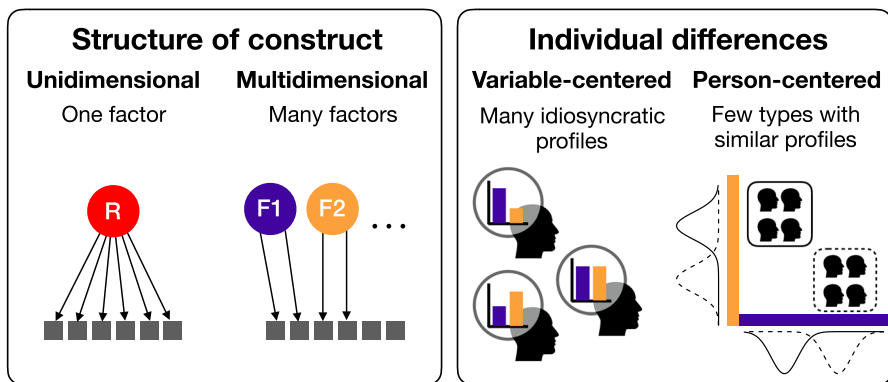 Structure of construct
Unidimensional
One factor
Multidimensional
Many factors
R
F1
F2
...
Individual differences
Variable-centered
Many idiosyncratic
profiles
Person-centered
Few types with
similar profiles